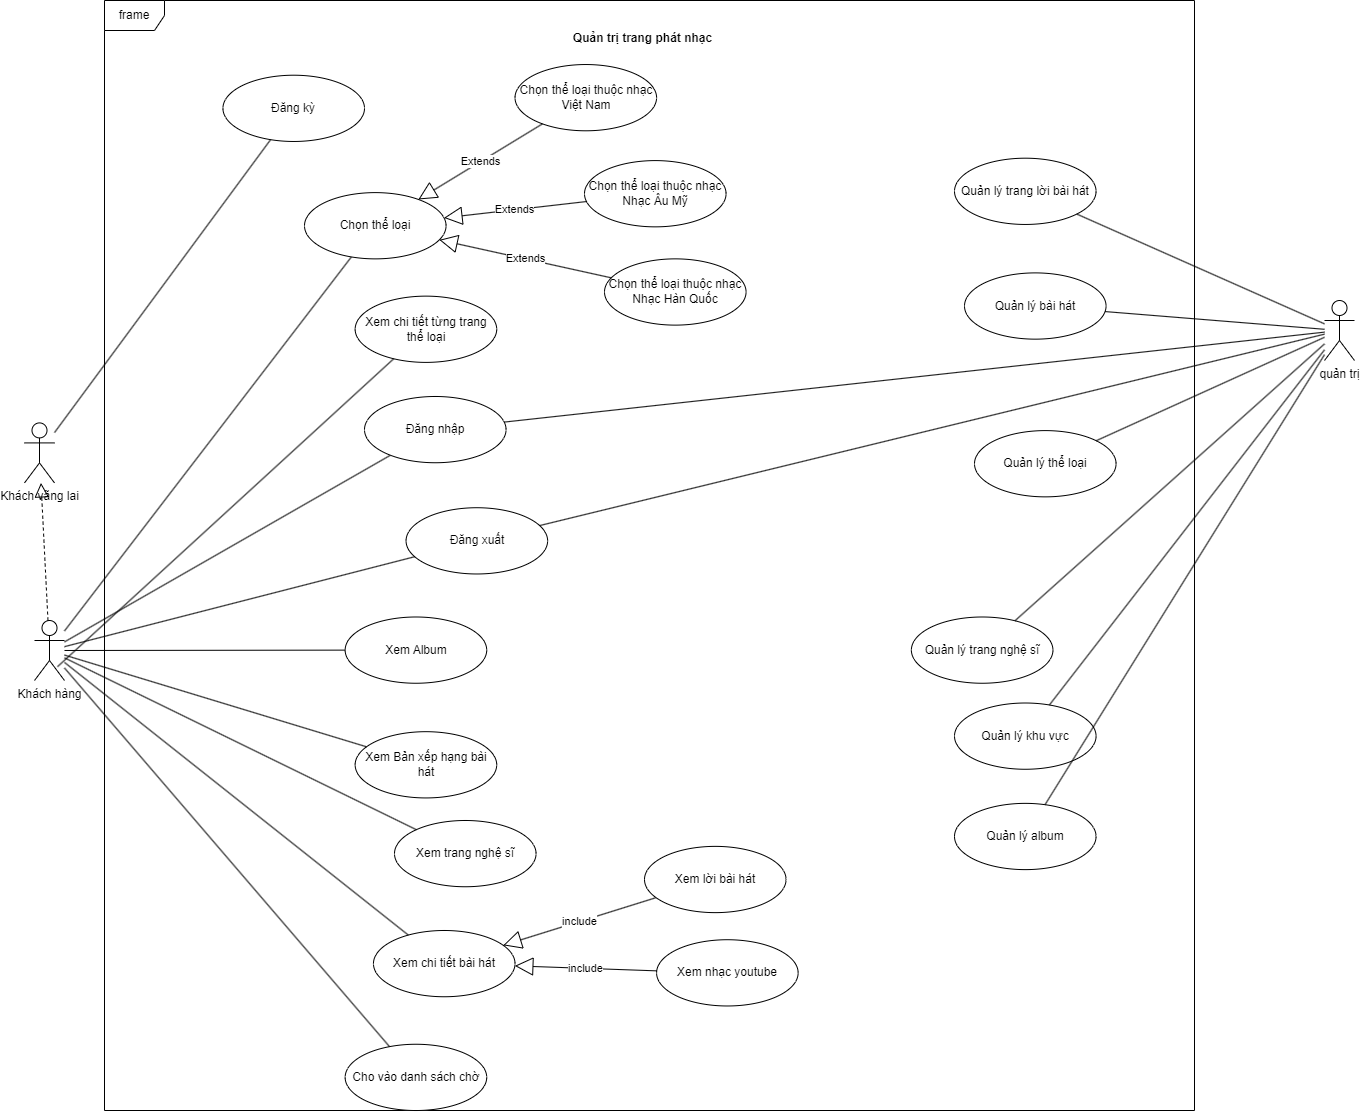 frame
Quản trị trang phát nhạc
Chọn thể loại thuộc nhạc
Việt Nam
Đăng kỳ
Extends
Chọn thể loại thuộc nhạc
Nhạc Âu Mỹ
Extends
Quản lý trang lời bài hát
Chọn thể loại
Extends
Chọn thể loại thuộc nhạc
Nhạc Hàn Quốc
Quản lý bài hát
Xem chi tiết từng trang
thể loại
quản trị
Đăng nhập
Quản lý thể loại
Khách vãng lai
Đăng xuất
Xem Album
Quản lý trang nghệ sĩ
Khách hàng
Quản lý khu vực
Xem Bản xếp hạng bài
hát
Quản lý album
Xem trang nghệ sĩ
Xem lời bài hát
include
Xem chi tiết bài hát
include
Xem nhạc youtube
Cho vào danh sách chờ